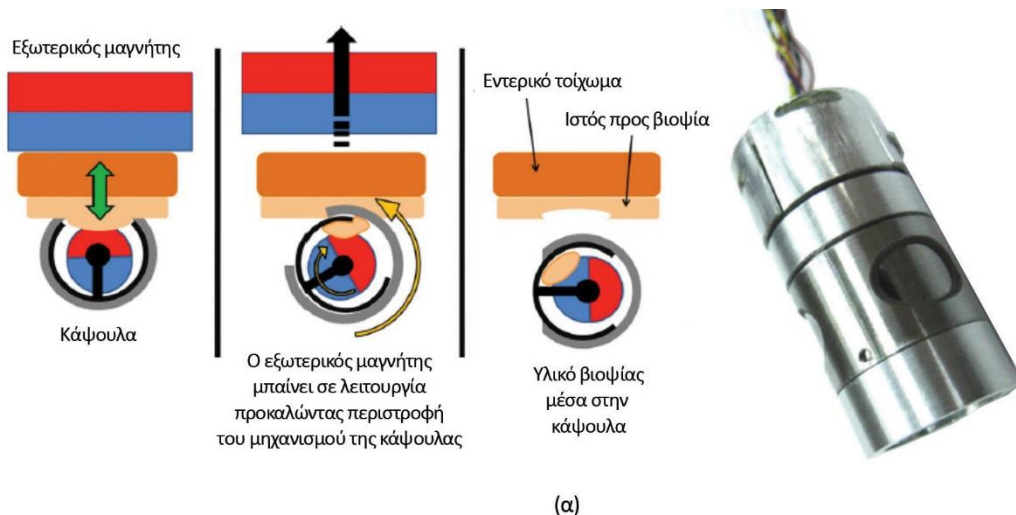 Εξωτερικός μαγνήτης
Κάψουλα
Ο εξωτερικός μαγνήτης
μπαίνει σε λειτουργία
προκαλώντας περιστροφή
του μηχανισμού της κάψουλας
Εντερικό τοίχωμα
Ιστός προς βιοψία
Υλικό βιοψίας
μέσα στην
κάψουλα
(α)